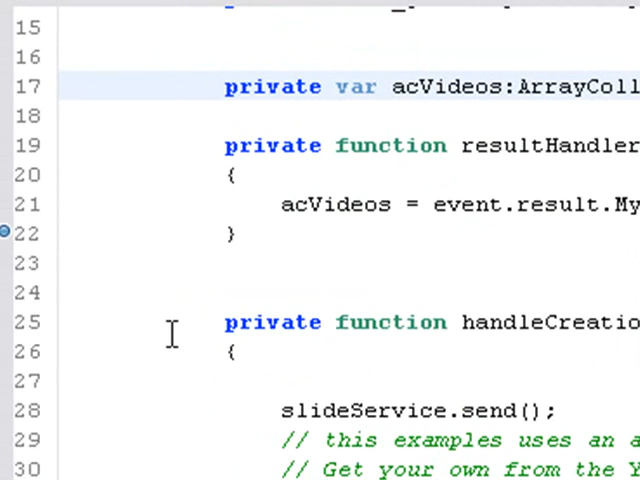 15
16
17 private var acVideos:ArrayColl
18
19 private function resultHandler
20 {
21 acVideos = event.result.My
22 }
23
24
25 private function handleCreatio
26 {
27
28 slideService.send();
29 // this examples uses an a
30 // Get your own from the Y